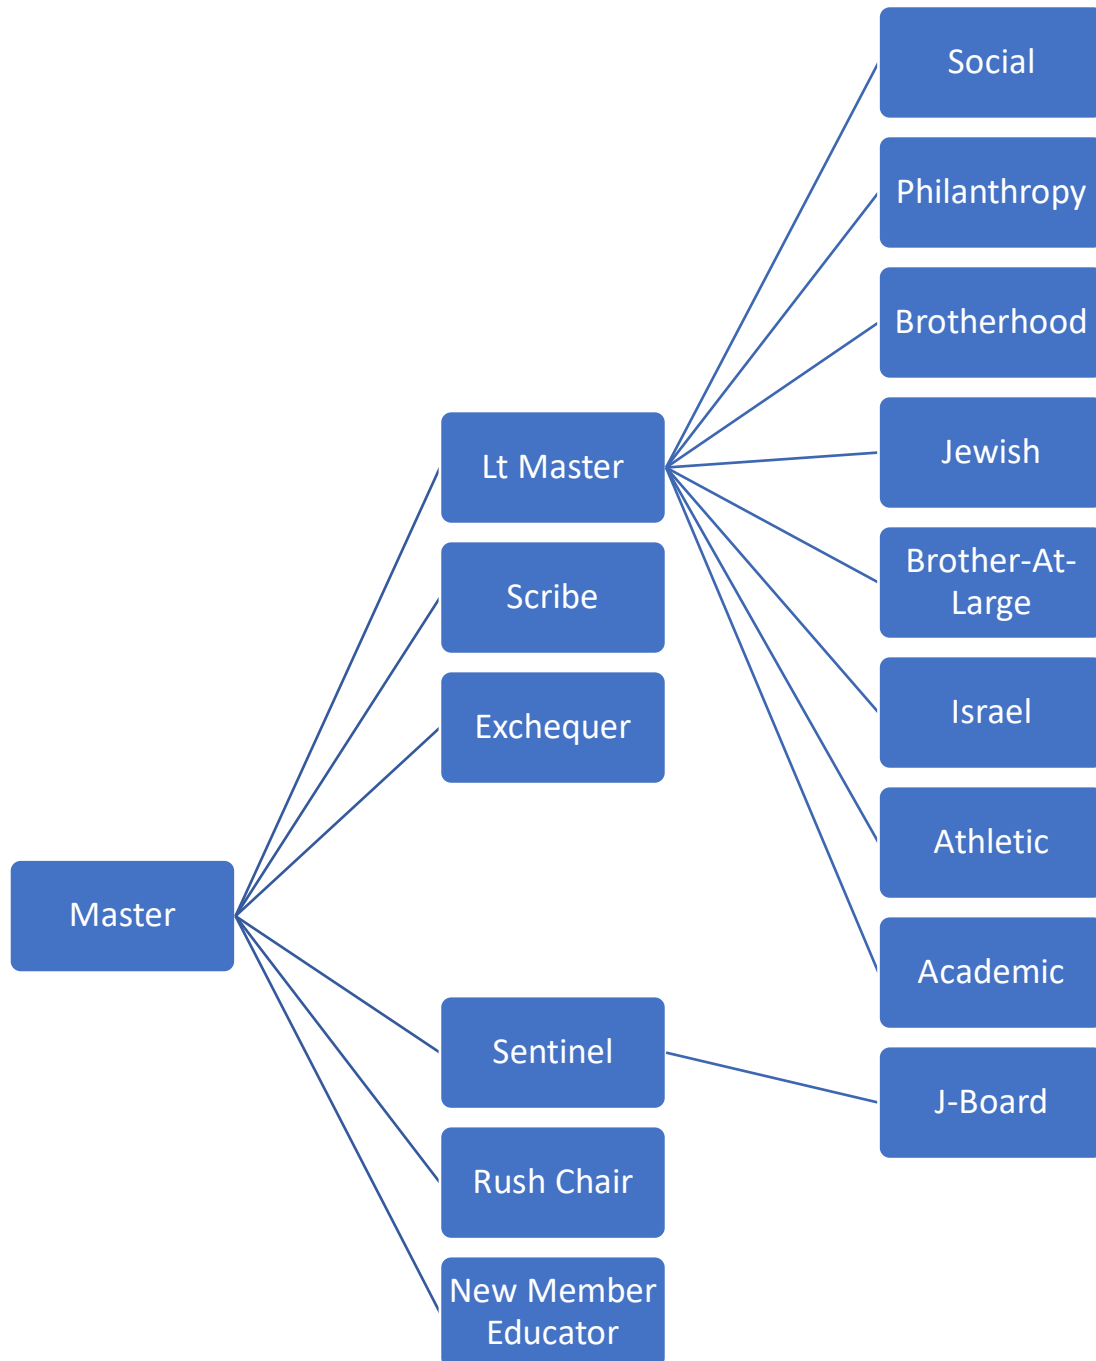 Social
Philanthropy
Brotherhood
Jewish
Lt Master
Brother-At-
Large
Scribe
Israel
Exchequer
Athletic
Master
Academic
Sentinel
J-Board
Rush Chair
New Member
Educator